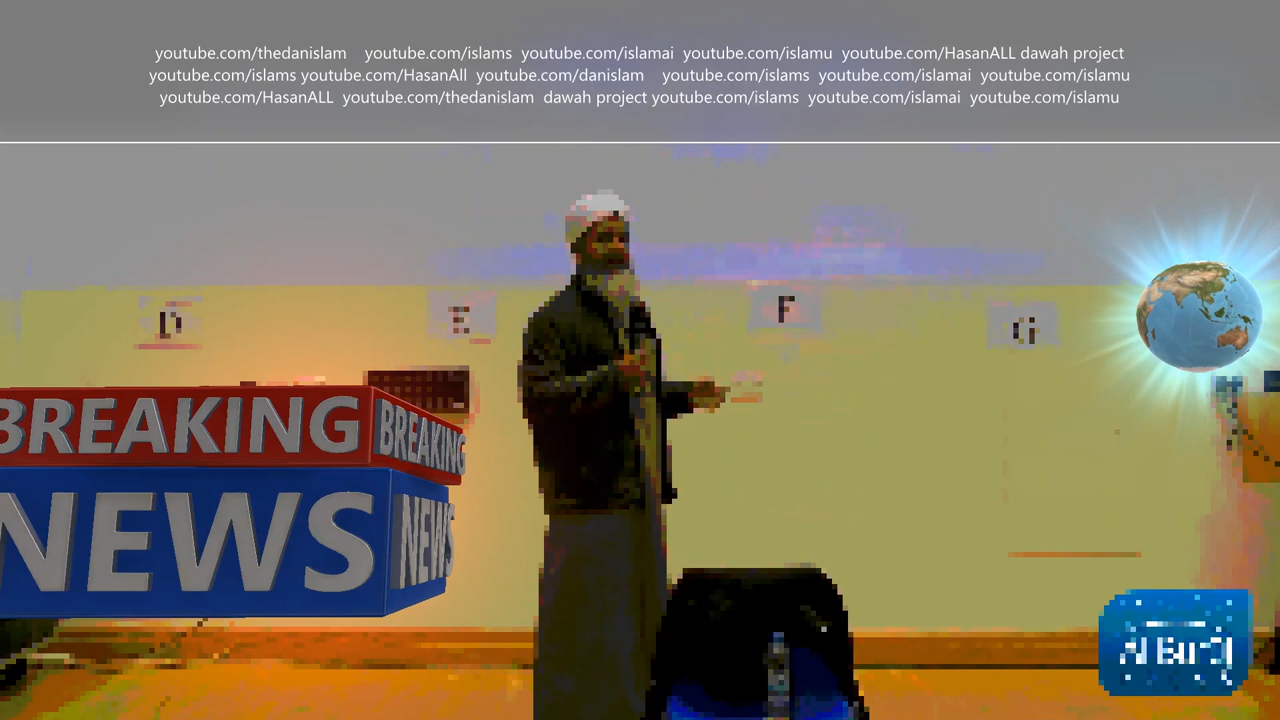 youtube.com/thedanislam youtube.com/islams youtube.com/islamai youtube.com/islamu youtube.com/HasanALL dawah project
youtube.com/islams youtube.com/HasanAll youtube.com/danislam youtube.com/islams youtube.com/islamai youtube.com/islamu
youtube.com/HasanALL youtube.com/thedanislam dawah project youtube.com/islams youtube.com/islamai youtube.com/islamu
D E F G
BREAKING BREAKING
NEWS NEWS